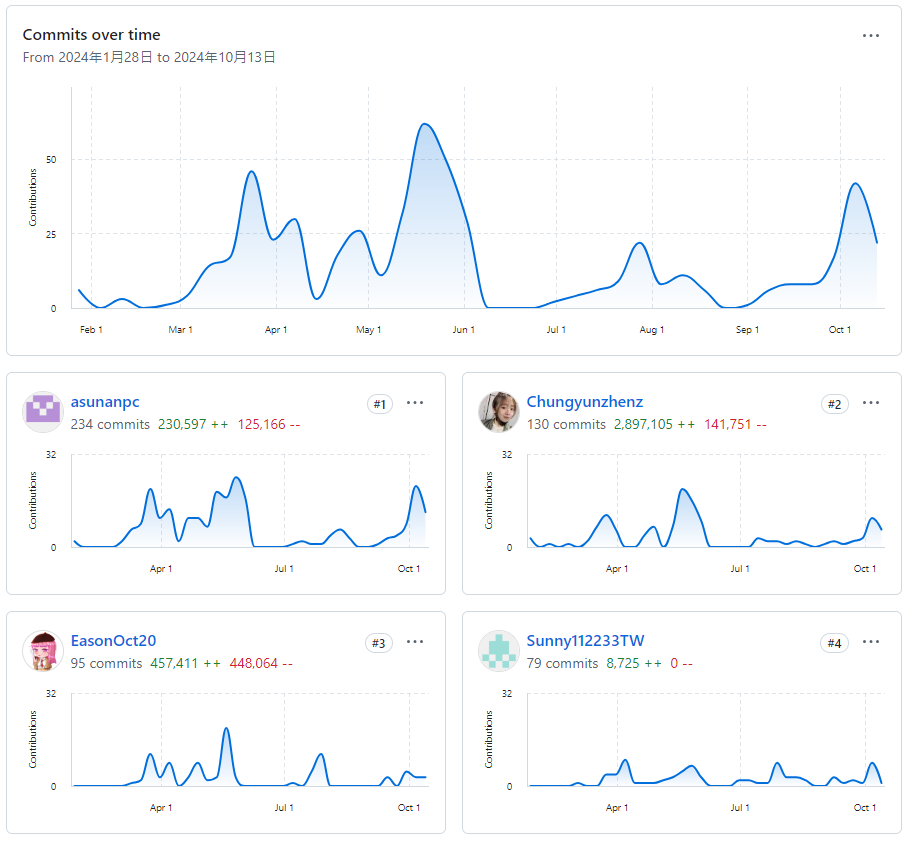 Commits over time
From 2024年1月28日 to 2024年10月13日
Contributions
50
25
0
Feb 1 Mar 1 Apr 1 May 1 Jun 1 Jul 1 Aug 1 Sep 1 Oct 1
asunanpc #1
234 commits 230,597 ++ 125,166 --
Contributions
32
0
Apr 1 Jul 1 Oct 1
Chungyunzhenz #2
130 commits 2,897,105 ++ 141,751 --
Contributions
32
0
Apr 1 Jul 1 Oct 1
EasonOct20 #3
95 commits 457,411 ++ 448,064 --
Contributions
32
0
Apr 1 Jul 1 Oct 1
Sunny112233TW #4
79 commits 8,725 ++ 0 --
Contributions
32
0
Apr 1 Jul 1 Oct 1